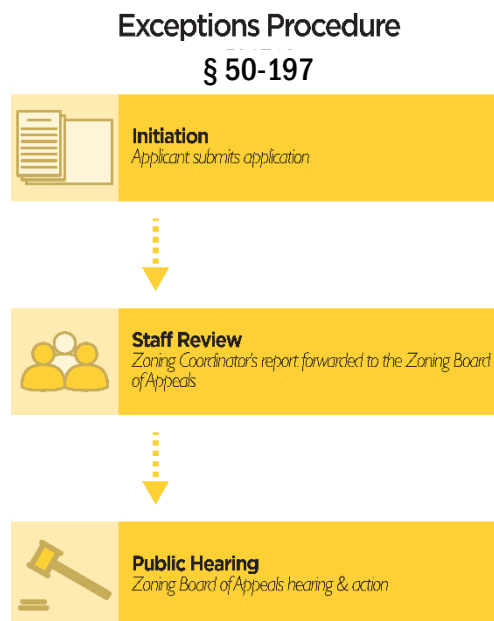 Exceptions Procedure
§ 50-197
Initiation
Applicant submits application
Staff Review
Zoning Coordinator's report forwarded to the Zoning Board
of Appeals
Public Hearing
Zoning Board of Appeals hearing & action